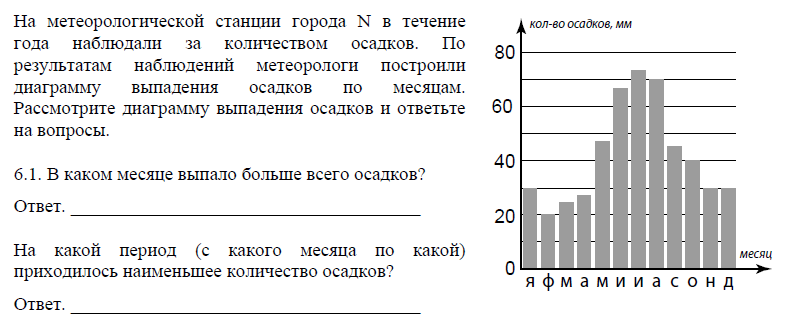 На метеорологической станции города N в течение
года наблюдали за количеством осадков. По
результатам наблюдений метеорологи построили
диаграмму выпадения осадков по месяцам.
Рассмотрите диаграмму выпадения осадков и ответьте
на вопросы.
6.1. В каком месяце выпало больше всего осадков?
Ответ.
На какой период (с какого месяца по какой)
приходилось наименьшее количество осадков?
Ответ.
кол-во осадков, мм
80
60
40
20
0
месяц
я ф м а м и и а с о н д